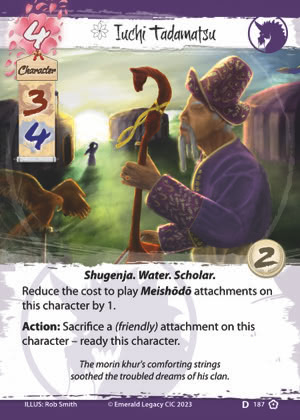 4
Iuchi Tadamatsu
Character
3
4
2
Shugenja. Water. Scholar.
Reduce the cost to play Meishōdō attachments on
this character by 1.
Action: Sacrifice a (friendly) attachment on this
character – ready this character.
The morin khur's comforting strings
soothed the troubled dreams of his clan.
ILLUS: Rob Smith © Emerald Legacy CIC 2023 D 187